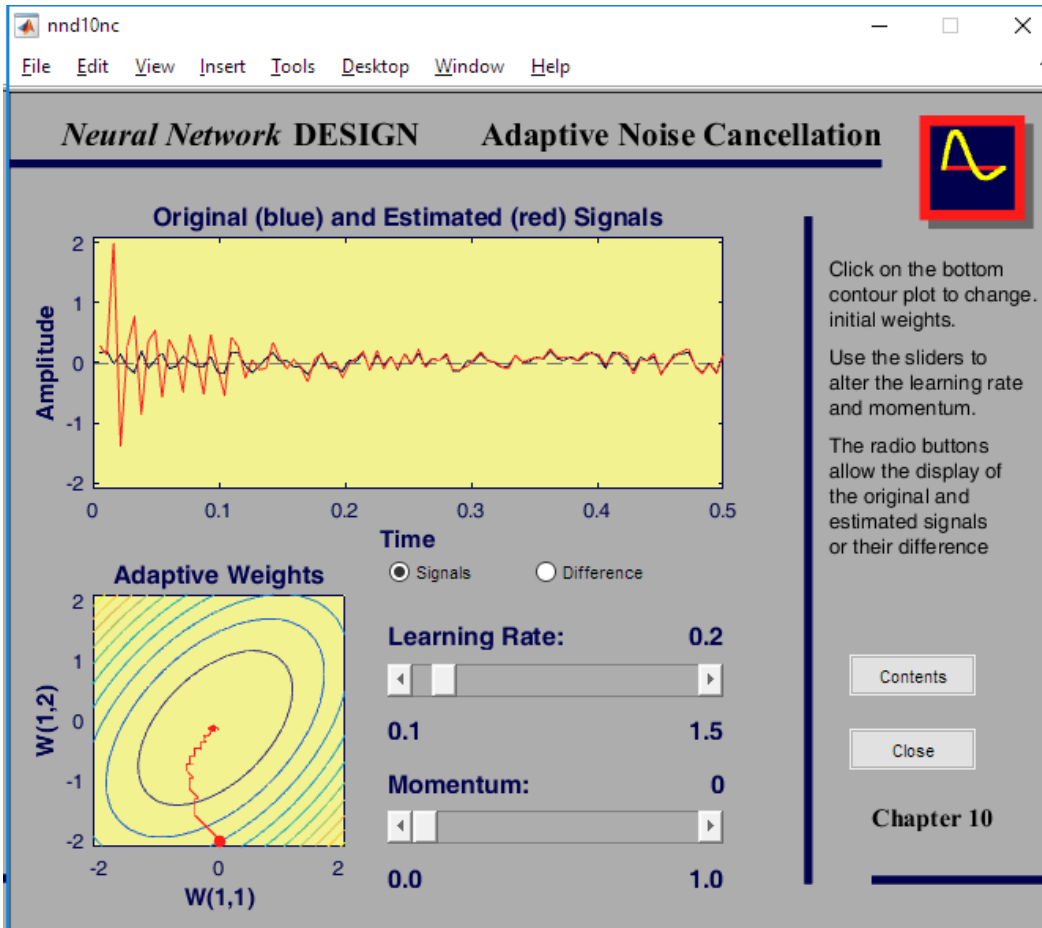 nnd10nc
File Edit View Insert Tools Desktop Window Help
Neural Network DESIGN Adaptive Noise Cancellation
Original (blue) and Estimated (red) Signals
2
1
0
-1
-2
Amplitude
0 0.1 0.2 0.3 0.4 0.5
Time
Signals Difference
Click on the bottom
contour plot to change.
initial weights.
Use the sliders to
alter the learning rate
and momentum.
The radio buttons
allow the display of
the original and
estimated signals
or their difference
Adaptive Weights
2
1
0
-1
-2
W(1,2)
-2 0 2
W(1,1)
Learning Rate: 0.2
0.1 1.5
Momentum: 0
0.0 1.0
Contents
Close
Chapter 10